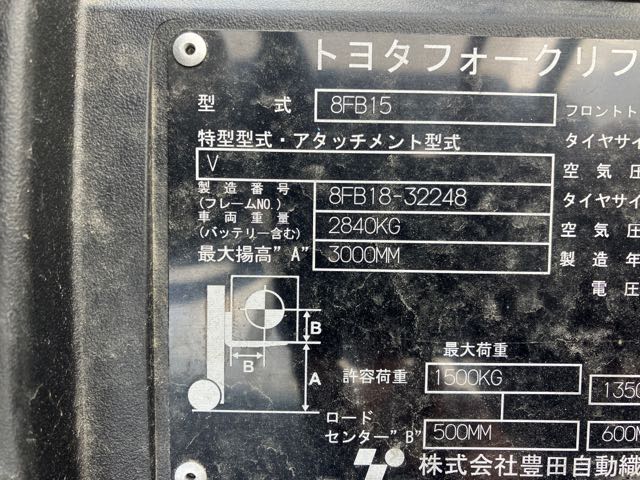 トヨタフォークリフ
型 式 8FB15 フロントト
特型型式・アタッチメント型式 タイヤサイ
V 空気圧
製造番号 (フレームNO.) 8FB18-32248 タイヤサイ
車両重量 (バッテリー含む) 2840KG 空気圧
最大揚高"A" 3000MM 製造年
電圧
B
B
A
最大荷重
許容荷重 1500KG 1350
ロード
センター"B" 500MM 600M
株式会社豊田自動織